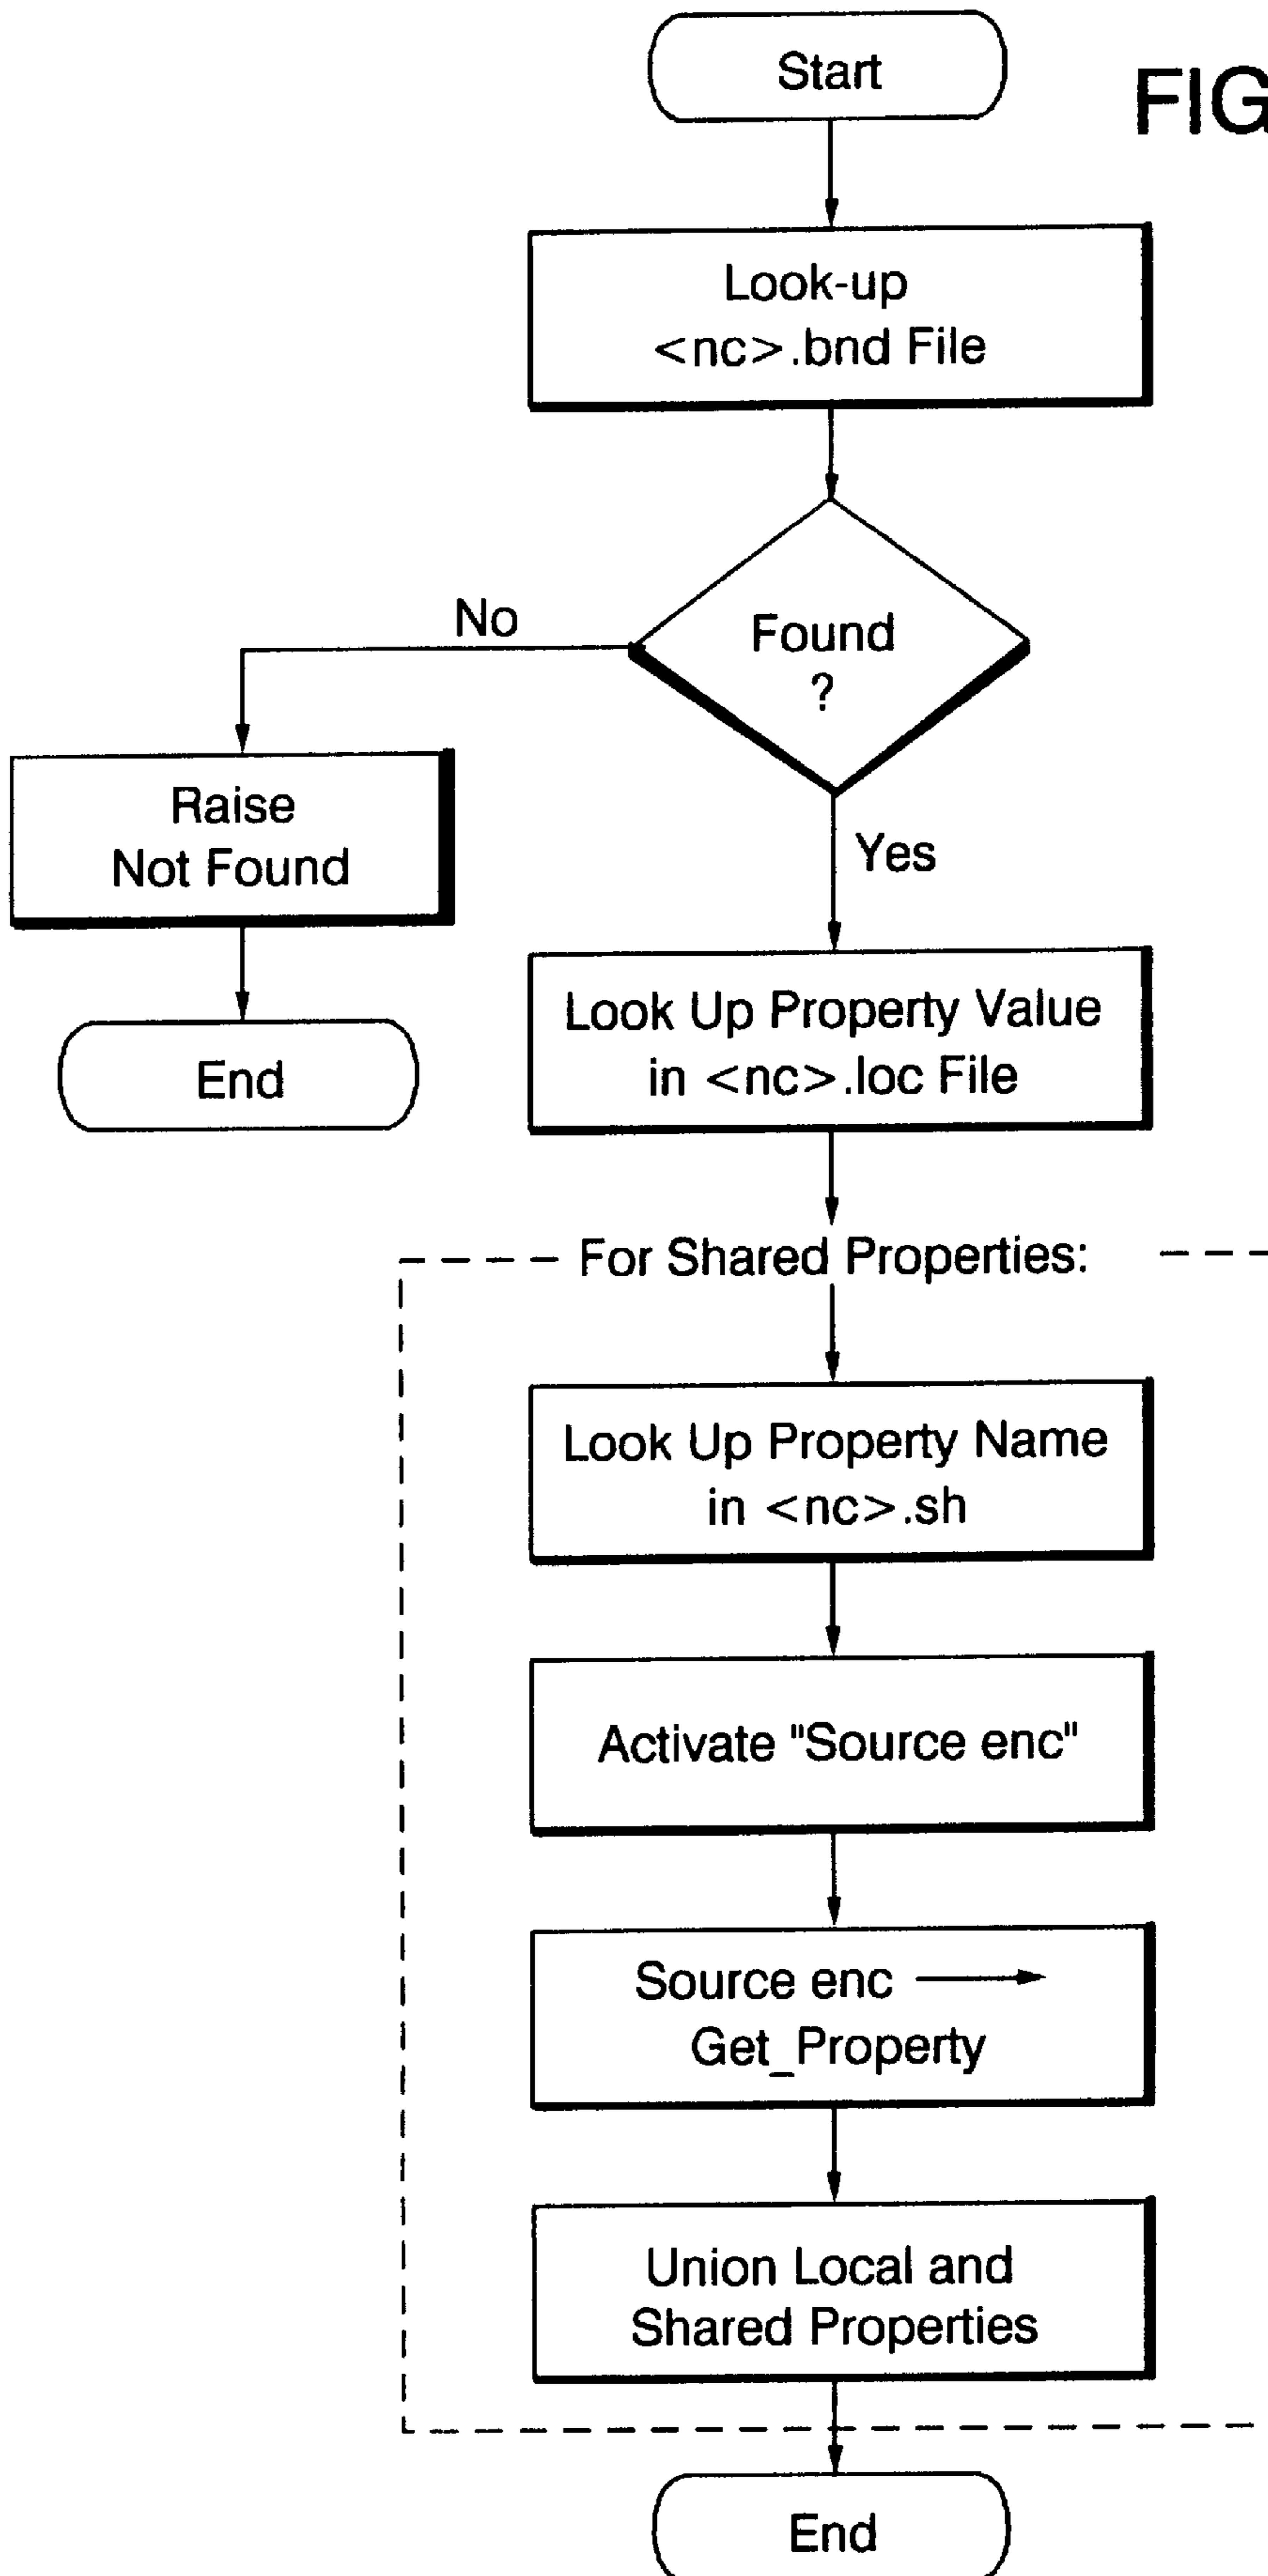 Start
FIG
Look-up
<nc>.bnd File
Found
?
No
Raise
Not Found
End
Yes
Look Up Property Value
in <nc>.loc File
For Shared Properties:
Look Up Property Name
in <nc>.sh
Activate "Source enc"
Source enc ⟶
Get_Property
Union Local and
Shared Properties
End